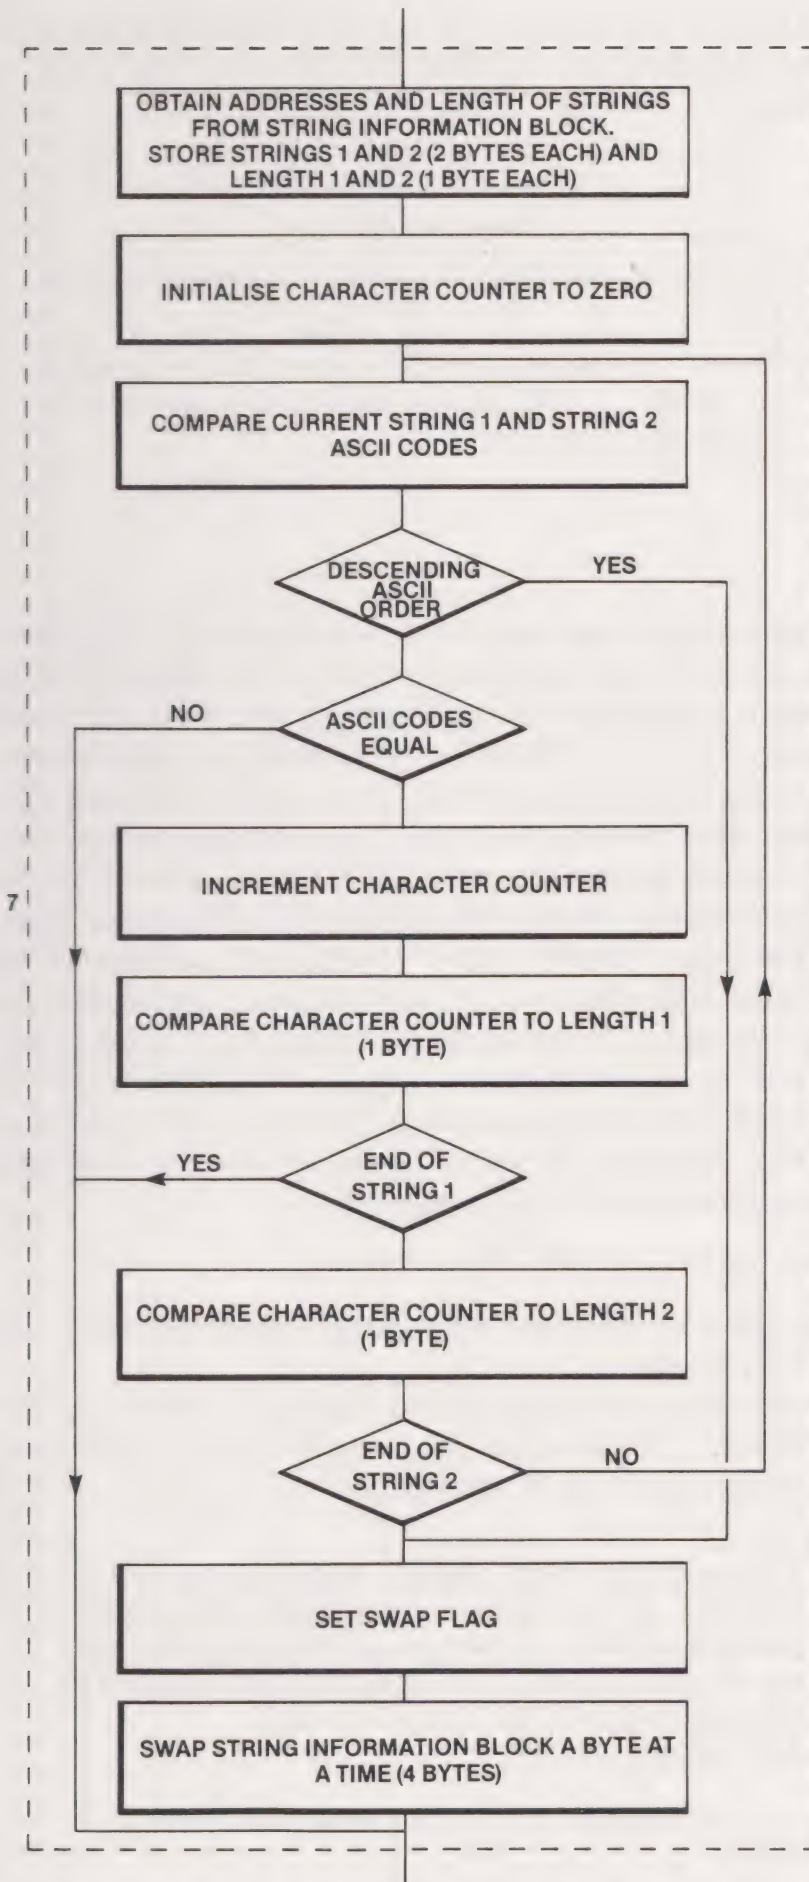 OBTAIN ADDRESSES AND LENGTH OF STRINGS
FROM STRING INFORMATION BLOCK.
STORE STRINGS 1 AND 2 (2 BYTES EACH) AND
LENGTH 1 AND 2 (1 BYTE EACH)
INITIALISE CHARACTER COUNTER TO ZERO
COMPARE CURRENT STRING 1 AND STRING 2
ASCII CODES
DESCENDING
ASCII
ORDER
YES
NO
ASCII CODES
EQUAL
INCREMENT CHARACTER COUNTER
7
COMPARE CHARACTER COUNTER TO LENGTH 1
(1 BYTE)
YES
END OF
STRING 1
COMPARE CHARACTER COUNTER TO LENGTH 2
(1 BYTE)
END OF
STRING 2
NO
SET SWAP FLAG
SWAP STRING INFORMATION BLOCK A BYTE AT
A TIME (4 BYTES)